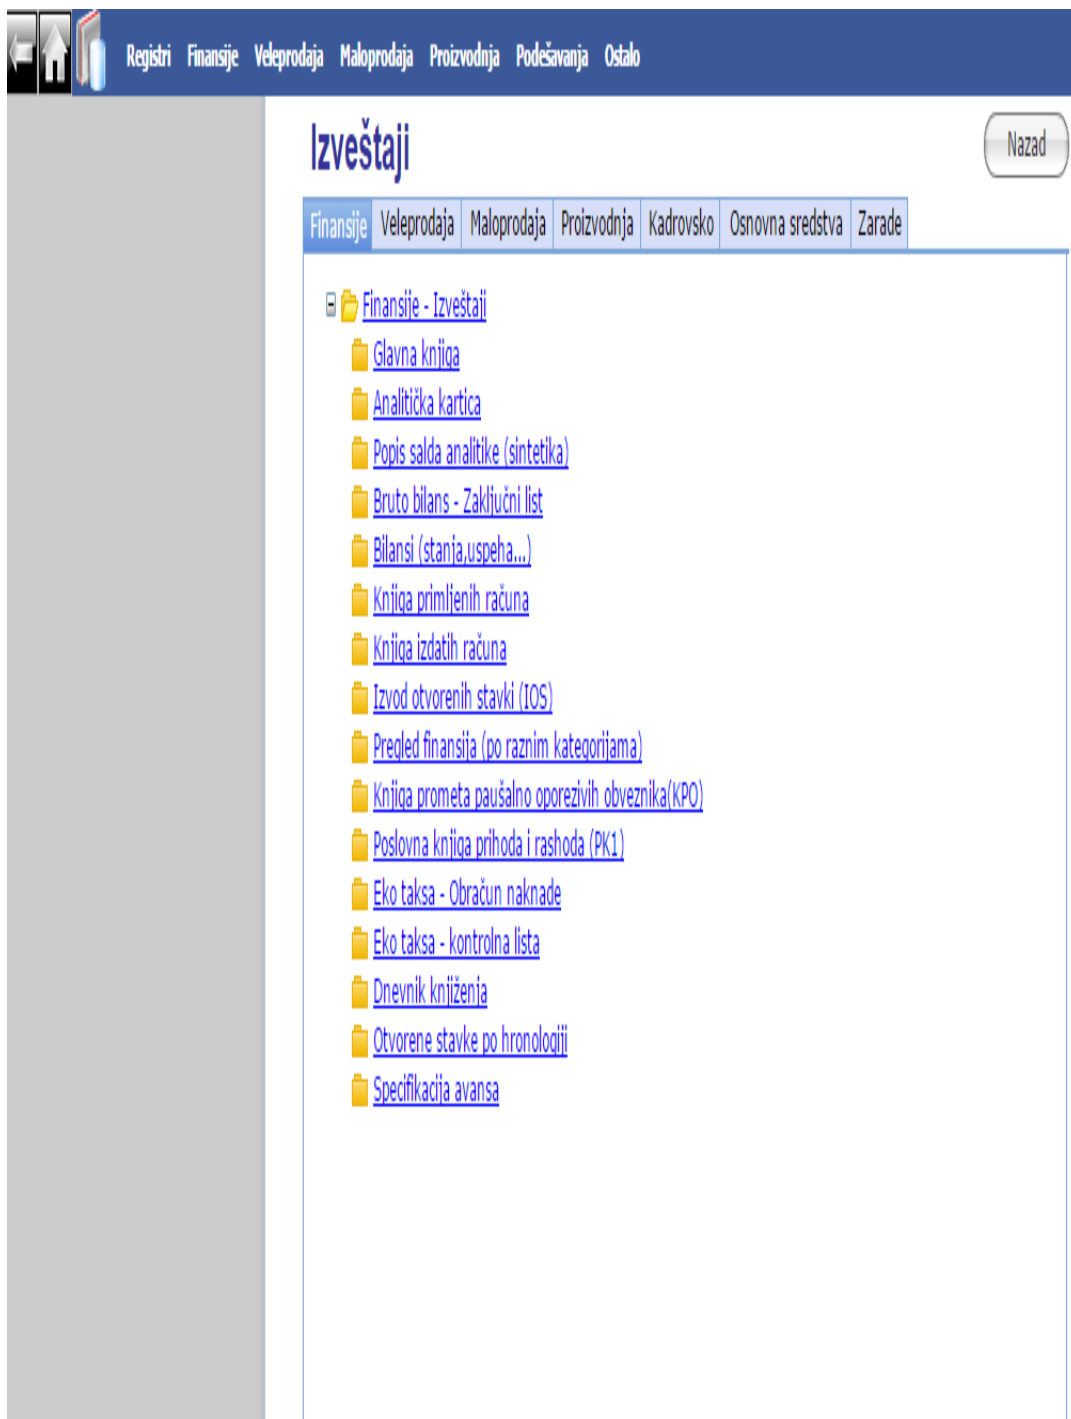 Registri Finansije Veleprodaja Maloprodaja Proizvodnja Podešavanja Ostalo
Izveštaji
Nazad
Finansije Veleprodaja Maloprodaja Proizvodnja Kadrovsko Osnovna sredstva Zarade
Finansije - Izveštaji
Glavna knjiga
Analitička kartica
Popis salda analitike (sintetika)
Bruto bilans - Zaključni list
Bilansi (stanja,uspeha...)
Knjiga primljenih računa
Knjiga izdatih računa
Izvod otvorenih stavki (IOS)
Pregled finansija (po raznim kategorijama)
Knjiga prometa paušalno oporezivih obveznika(KPO)
Poslovna knjiga prihoda i rashoda (PK1)
Eko taksa - Obračun naknade
Eko taksa - kontrolna lista
Dnevnik knjiženja
Otvorene stavke po hronologiji
Specifikacija avansa